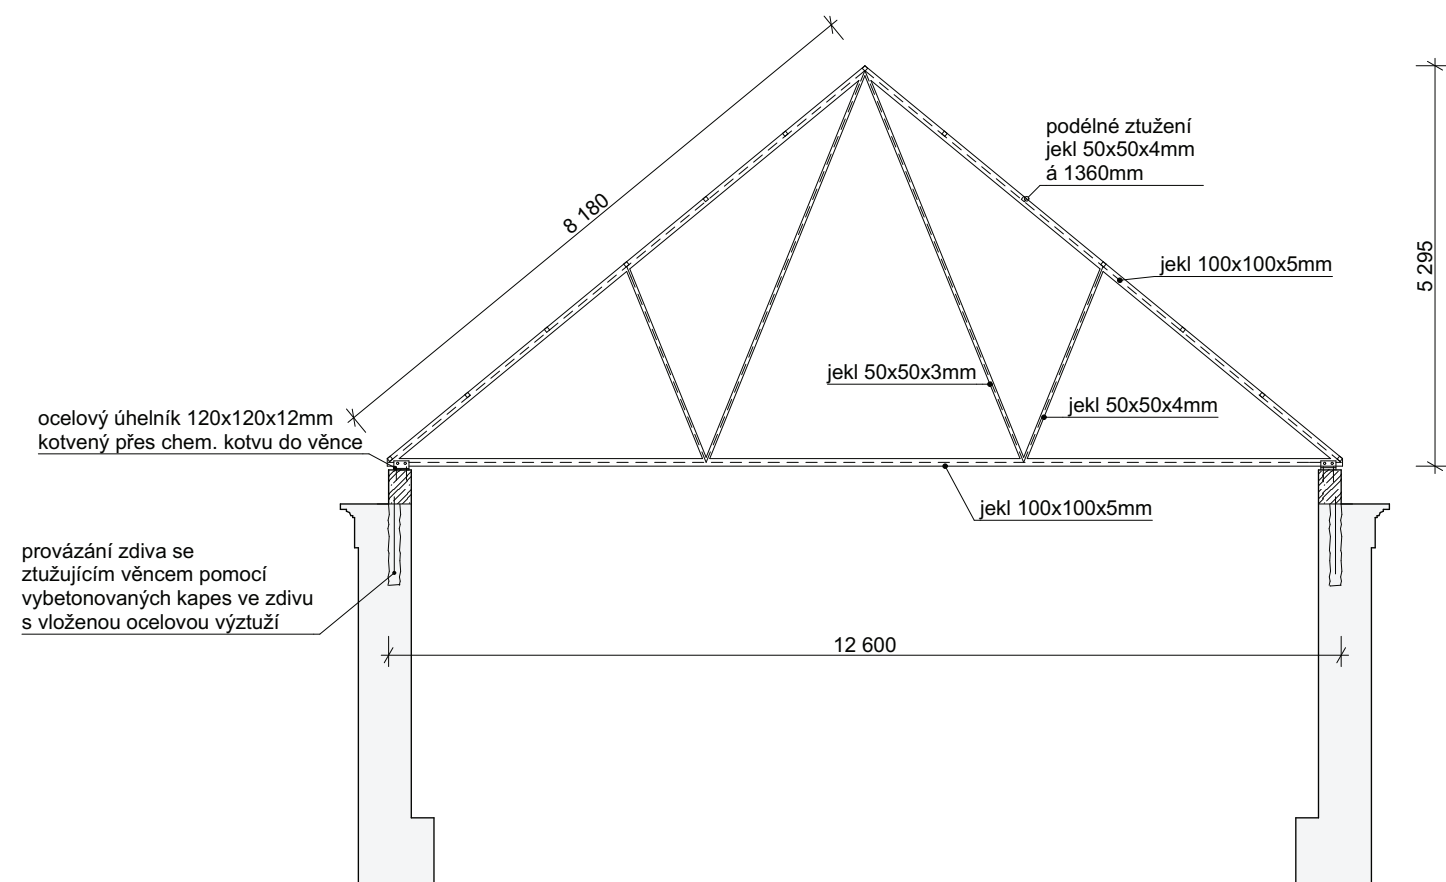 podélné ztužení
jekl 50x50x4mm
á 1360mm
8 180
jekl 100x100x5mm
5 295
jekl 50x50x3mm
jekl 50x50x4mm
ocelový úhelník 120x120x12mm
kotvený přes chem. kotvu do věnce
jekl 100x100x5mm
provázání zdiva se
ztužujícím věncem pomocí
vybetonovaných kapes ve zdivu
s vloženou ocelovou výztuží
12 600